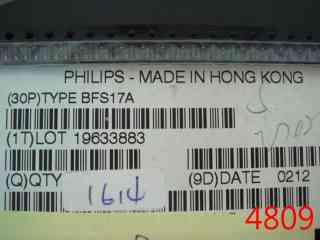 PHILIPS - MADE IN HONG KONG
(30P)TYPE BFS17A
(1T)LOT 19633883
(Q)QTY 1614 (9D)DATE 0212
4809